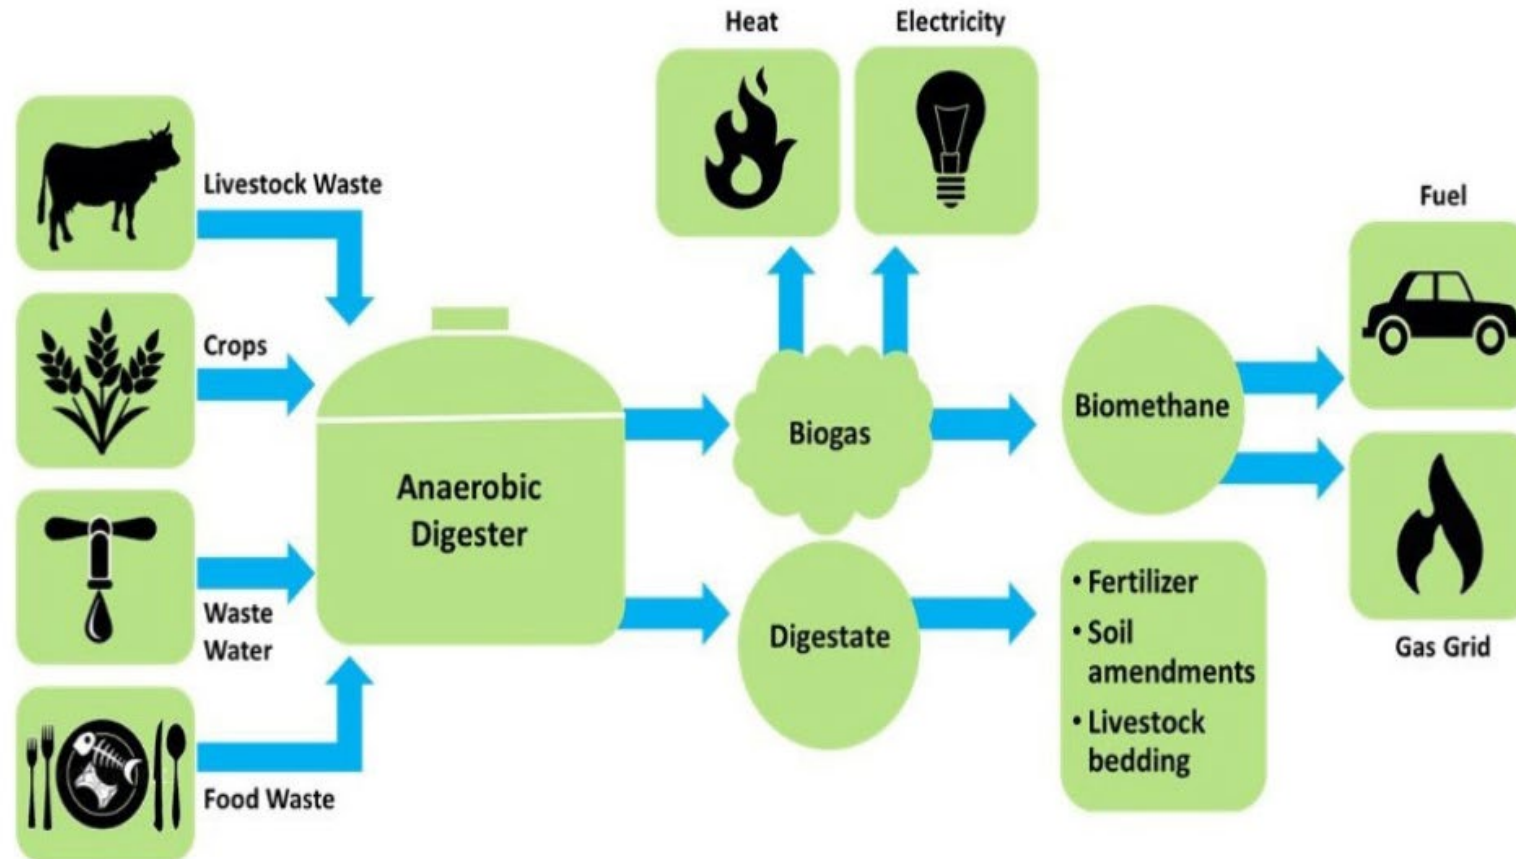 Heat
Electricity
Livestock Waste
Fuel
Crops
Biomethane
Biogas
Anaerobic
Digester
• Fertilizer
• Soil
amendments
• Livestock
bedding
Waste
Water
Digestate
Gas Grid
Food Waste